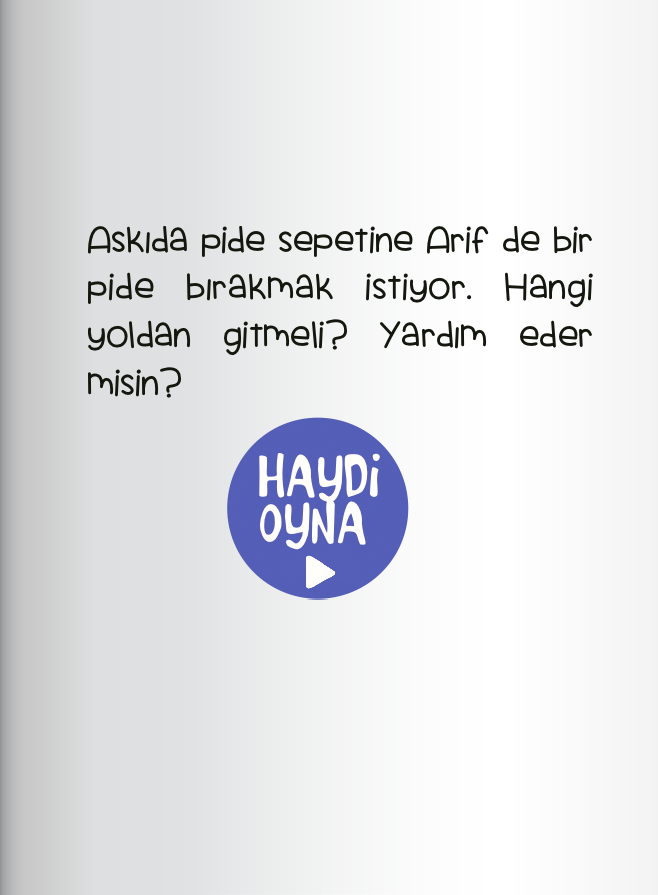 Askıda pide sepetine Arif de bir
pide bırakmak istiyor. Hangi
yoldan gitmeli? Yardım eder
misin?
HAYDi
OYNA